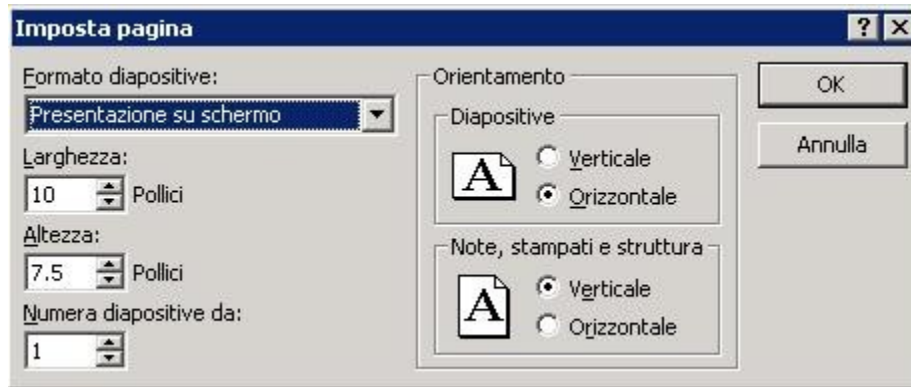 Imposta pagina
Formato diapositive:
Presentazione su schermo
Larghezza:
10 Pollici
Altezza:
7.5 Pollici
Numera diapositive da:
1
Orientamento
Diapositive
A
Verticale
Orizzontale
Note, stampati e struttura
A
Verticale
Orizzontale
?
OK
Annulla